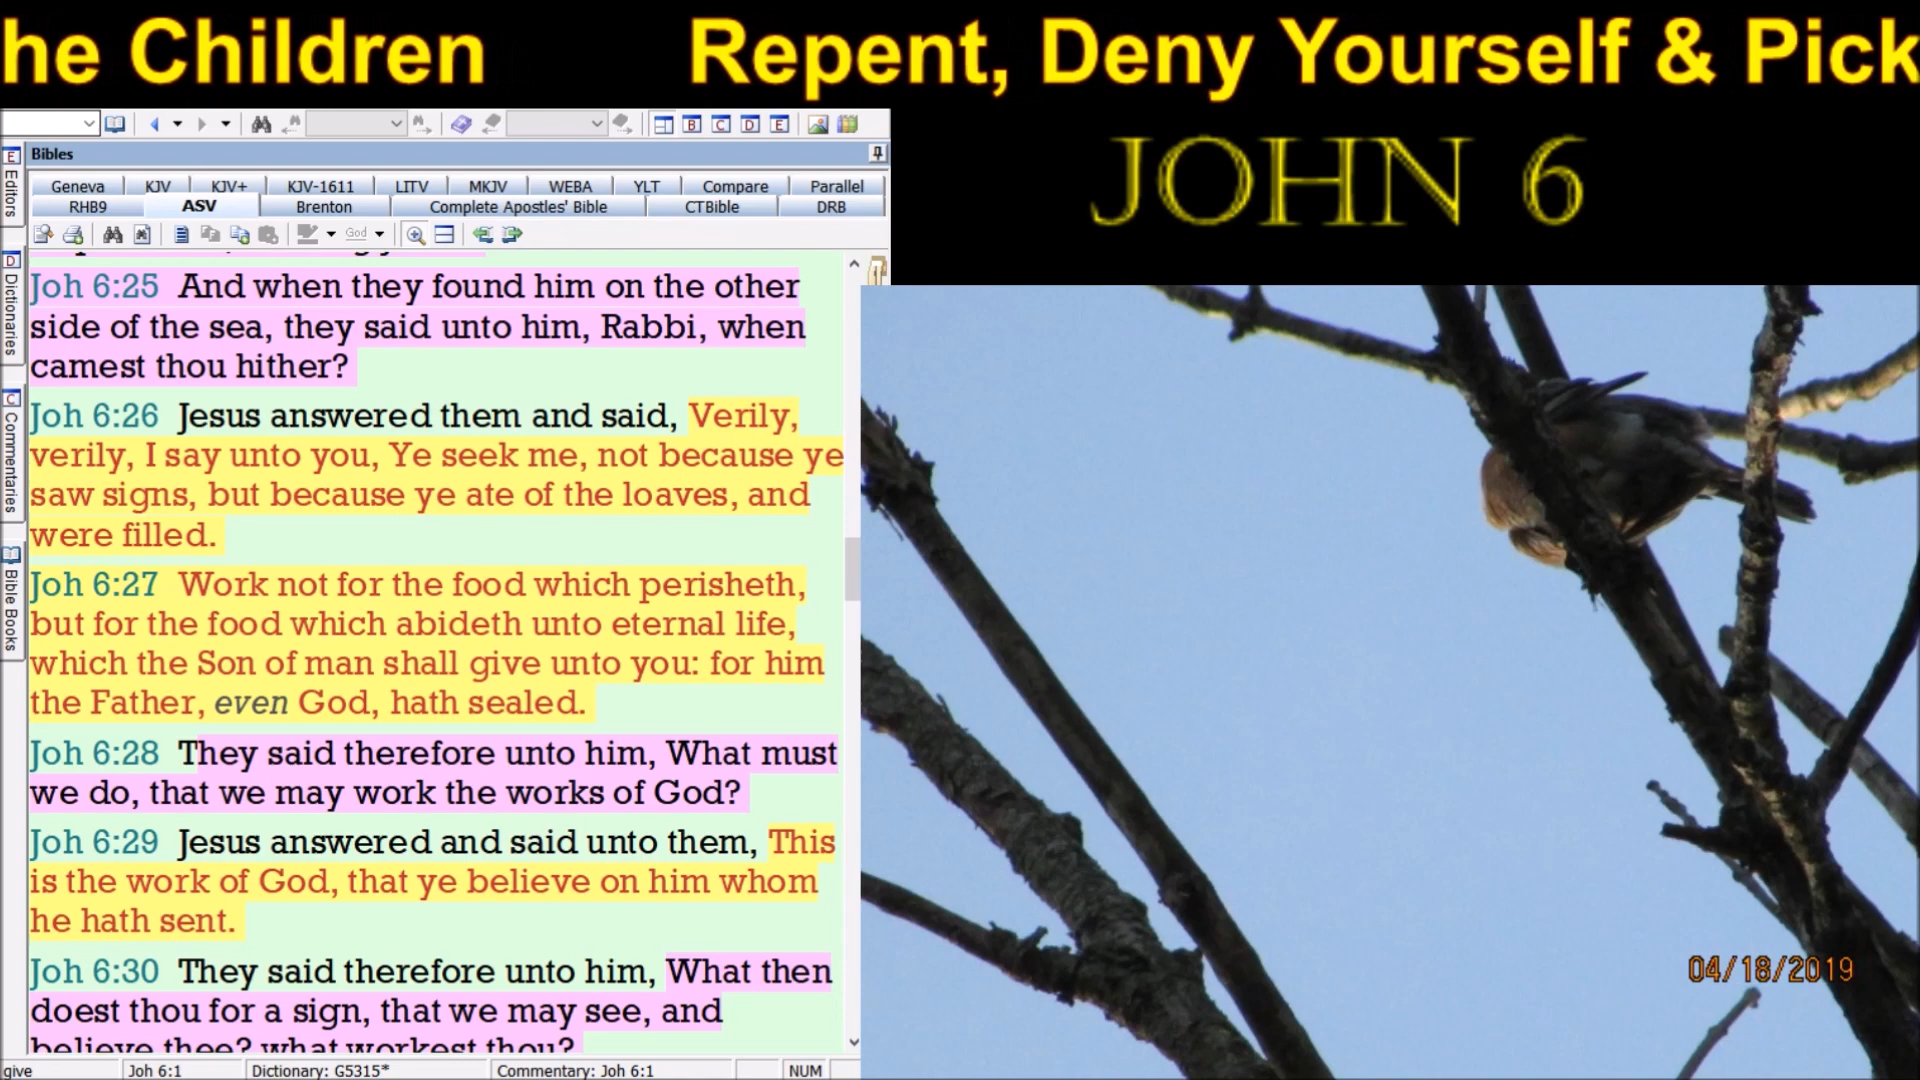 he Children Repent, Deny Yourself & Pick
JOHN 6
Bibles
Geneva KJV KJV+ KJV-1611 LITV MKJV WEBA YLT Compare Parallel
RHB9 ASV Brenton Complete Apostles' Bible CTBible DRB
God
E Editors
D Dictionaries
C Commentaries
Bible Books
B C D E
Joh 6:25 And when they found him on the other
side of the sea, they said unto him, Rabbi, when
camest thou hither?
Joh 6:26 Jesus answered them and said, Verily,
verily, I say unto you, Ye seek me, not because ye
saw signs, but because ye ate of the loaves, and
were filled.
Joh 6:27 Work not for the food which perisheth,
but for the food which abideth unto eternal life,
which the Son of man shall give unto you: for him
the Father, even God, hath sealed.
Joh 6:28 They said therefore unto him, What must
we do, that we may work the works of God?
Joh 6:29 Jesus answered and said unto them, This
is the work of God, that ye believe on him whom
he hath sent.
Joh 6:30 They said therefore unto him, What then
doest thou for a sign, that we may see, and
believe thee? what workest thou?
give Joh 6:1 Dictionary: G5315* Commentary: Joh 6:1 NUM
04/18/2019